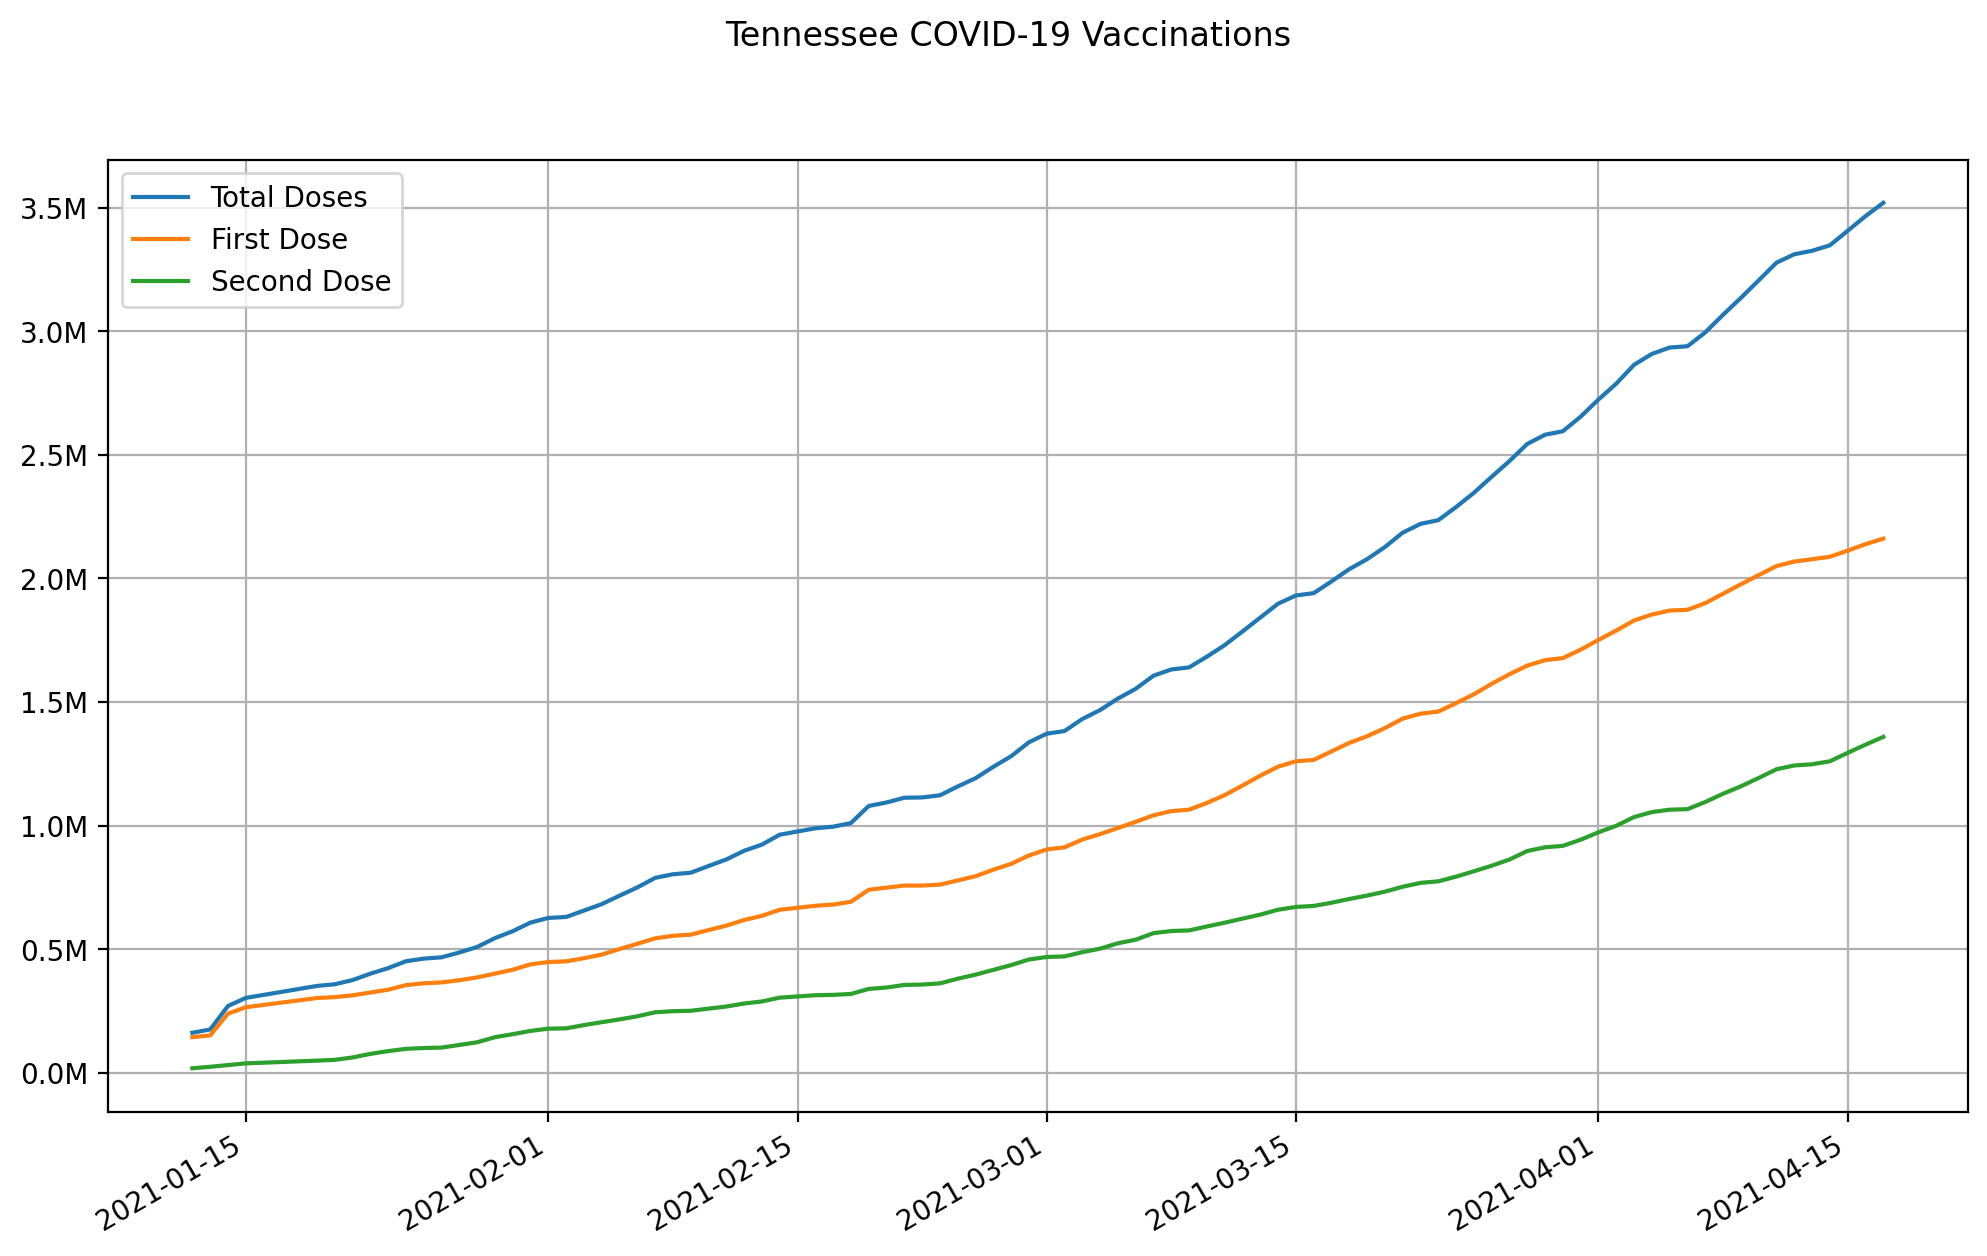 Tennessee COVID-19 Vaccinations
Total Doses
First Dose
Second Dose
3.5M
3.0M
2.5M
2.0M
1.5M
1.0M
0.5M
0.0M
2021-01-15
2021-02-01
2021-02-15
2021-03-01
2021-03-15
2021-04-01
2021-04-15